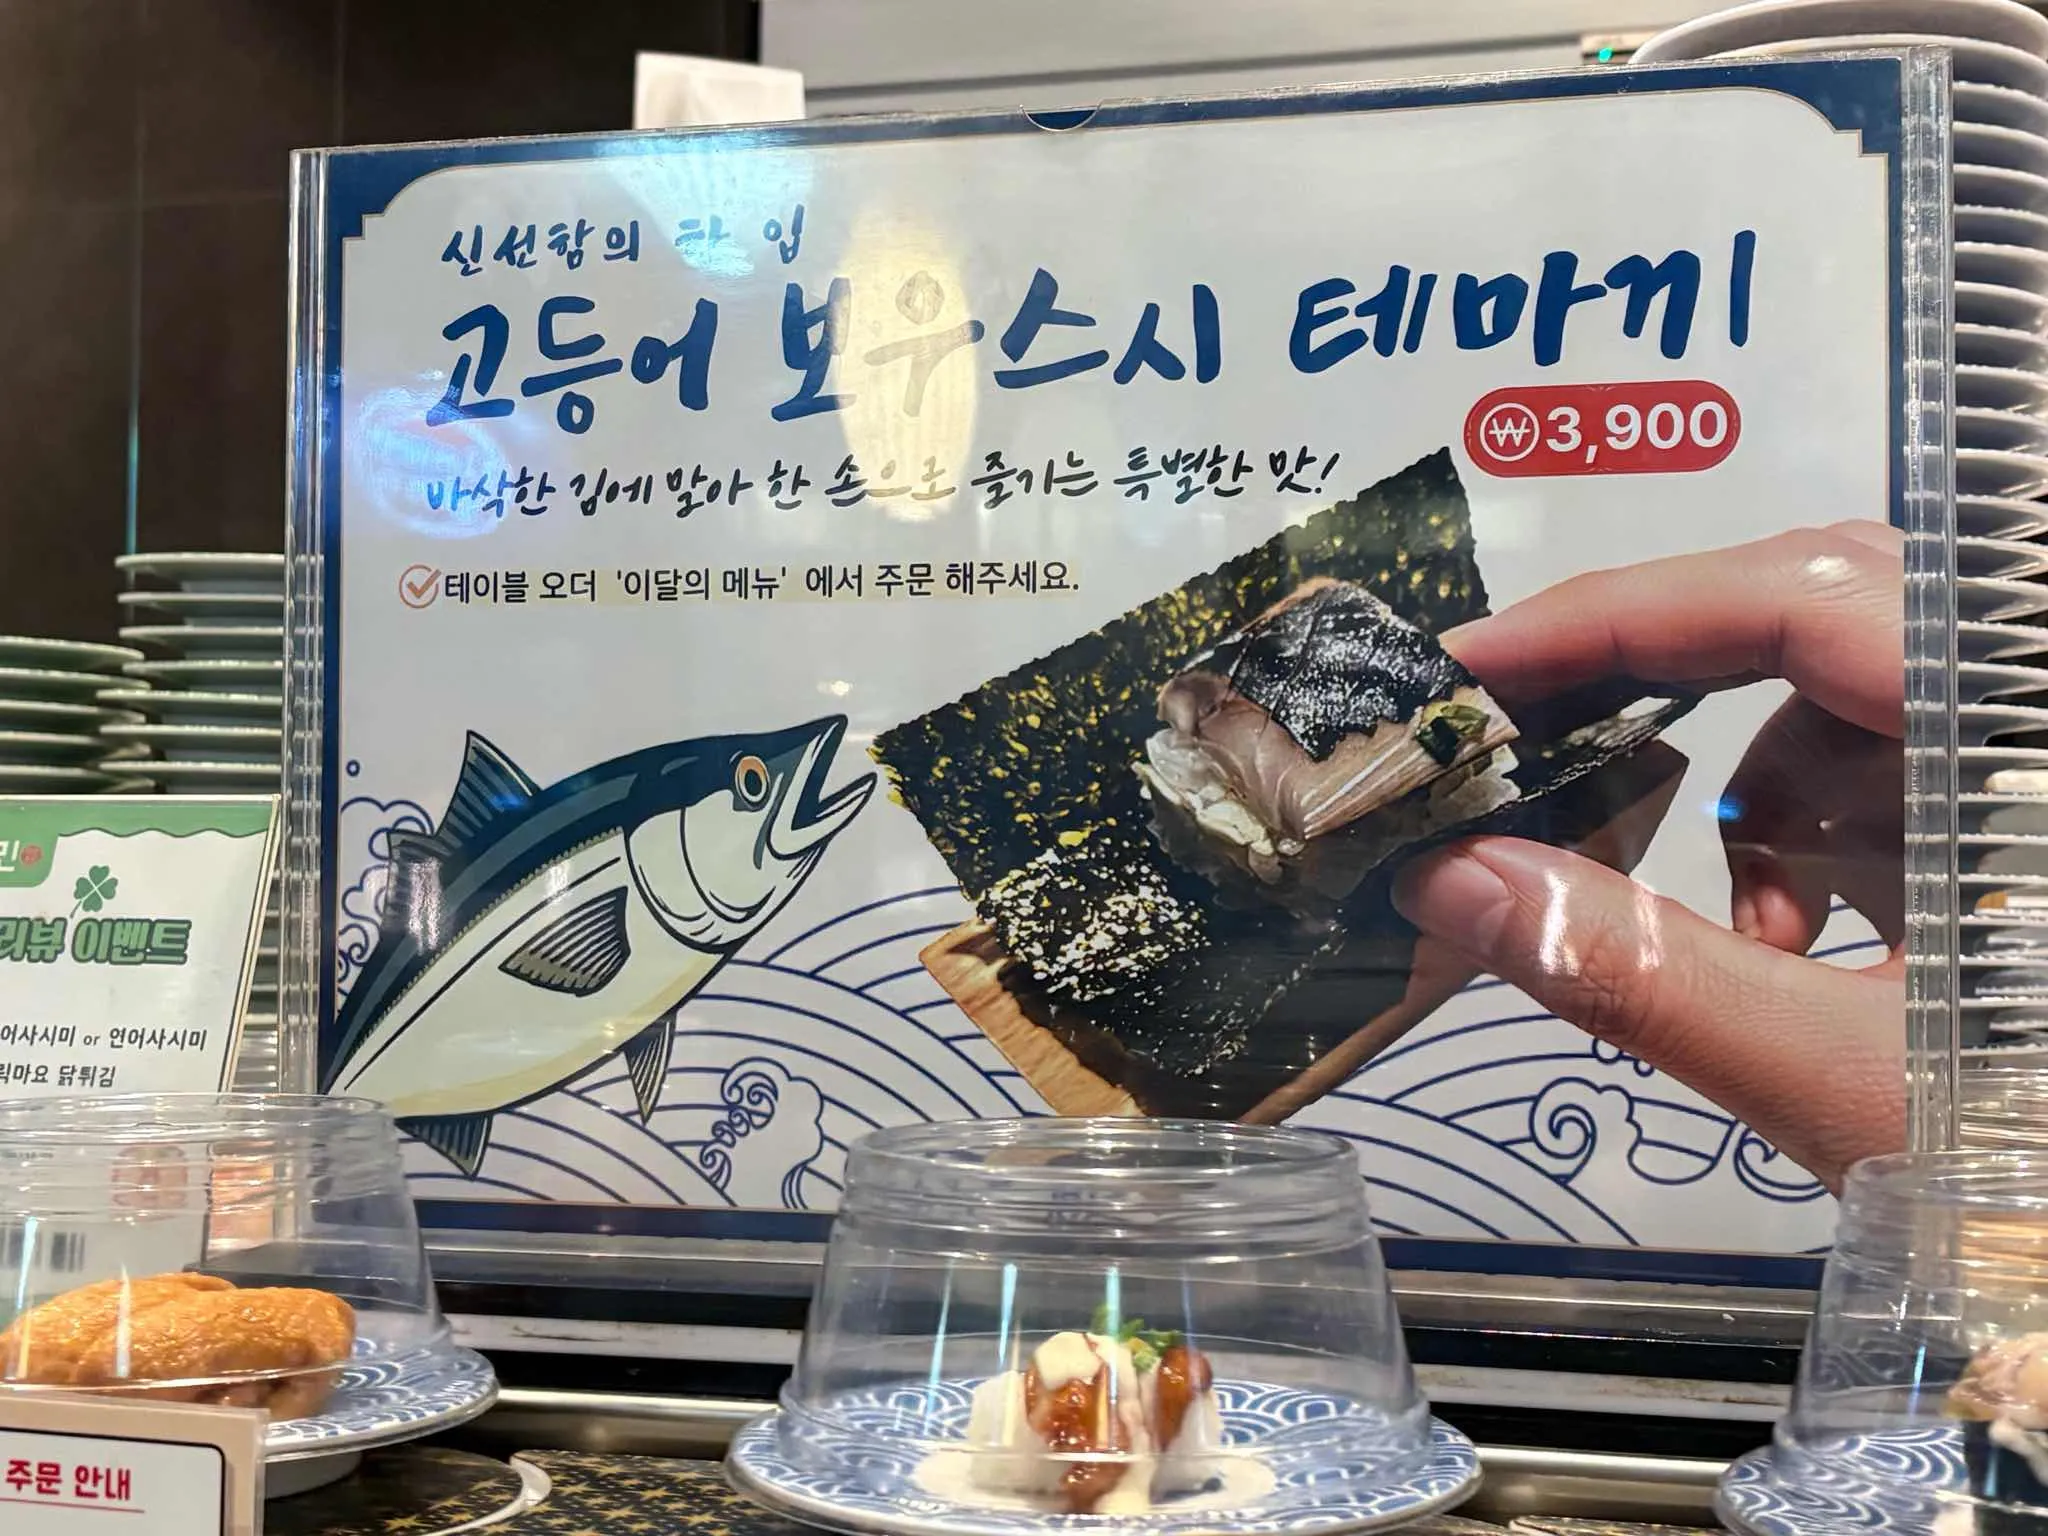 신선함의 한 입
고등어 보우스시 테마끼
₩3,900
바삭한 김에 말아 한 손으로 즐기는 특별한 맛!
테이블 오더 '이달의 메뉴' 에서 주문 해주세요.
리뷰 이벤트
어사시미 or 연어사시미
릭마요 닭튀김
주문 안내